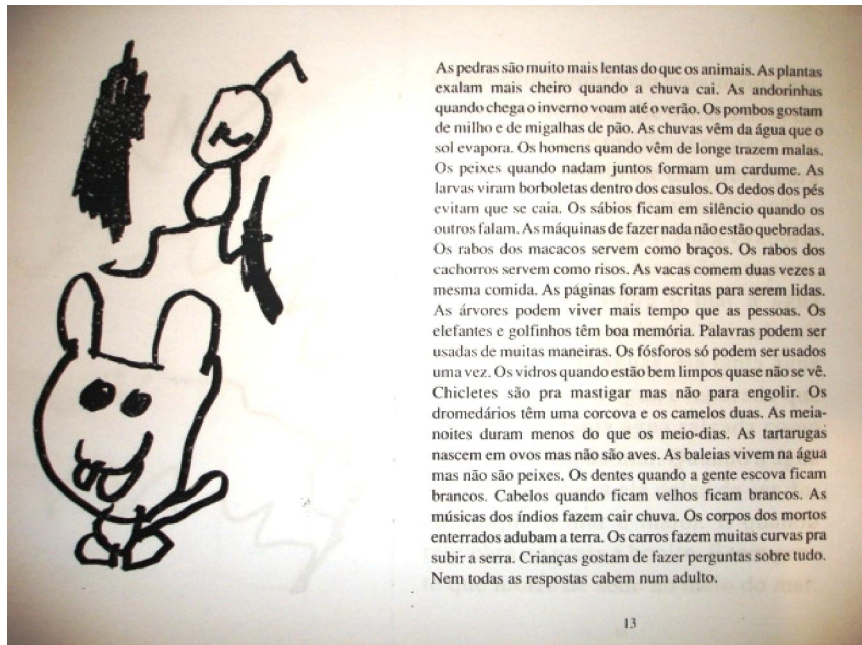 As pedras são muito mais lentas do que os animais. As plantas
exalam mais cheiro quando a chuva cai. As andorinhas
quando chega o inverno voam até o verão. Os pombos gostam
de milho e de migalhas de pão. As chuvas vêm da água que o
sol evapora. Os homens quando vêm de longe trazem malas.
Os peixes quando nadam juntos formam um cardume. As
larvas viram borboletas dentro dos casulos. Os dedos dos pés
evitam que se caia. Os sábios ficam em silêncio quando os
outros falam. As máquinas de fazer nada não estão quebradas.
Os rabos dos macacos servem como braços. Os rabos dos
cachorros servem como risos. As vacas comem duas vezes a
mesma comida. As páginas foram escritas para serem lidas.
As árvores podem viver mais tempo que as pessoas. Os
elefantes e golfinhos têm boa memória. Palavras podem ser
usadas de muitas maneiras. Os fósforos só podem ser usados
uma vez. Os vidros quando estão bem limpos quase não se vê.
Chicletes são pra mastigar mas não para engolir. Os
dromedários têm uma corcova e os camelos duas. As meia-
noites duram menos do que os meio-dias. As tartarugas
nascem em ovos mas não são aves. As baleias vivem na água
mas não são peixes. Os dentes quando a gente escova ficam
brancos. Cabelos quando ficam velhos ficam brancos. As
músicas dos índios fazem cair chuva. Os corpos dos mortos
enterrados adubam a terra. Os carros fazem muitas curvas pra
subir a serra. Crianças gostam de fazer perguntas sobre tudo.
Nem todas as respostas cabem num adulto.
13